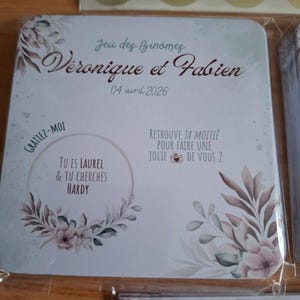 Jeu des Binômes
Véronique et Fabien
04 avril 2026
GRATTEZ-MOI
TU ES LAUREL
& TU CHERCHES
HARDY
RETROUVE TA MOITIÉ
POUR FAIRE UNE
JOLIE 📷 DE VOUS 2